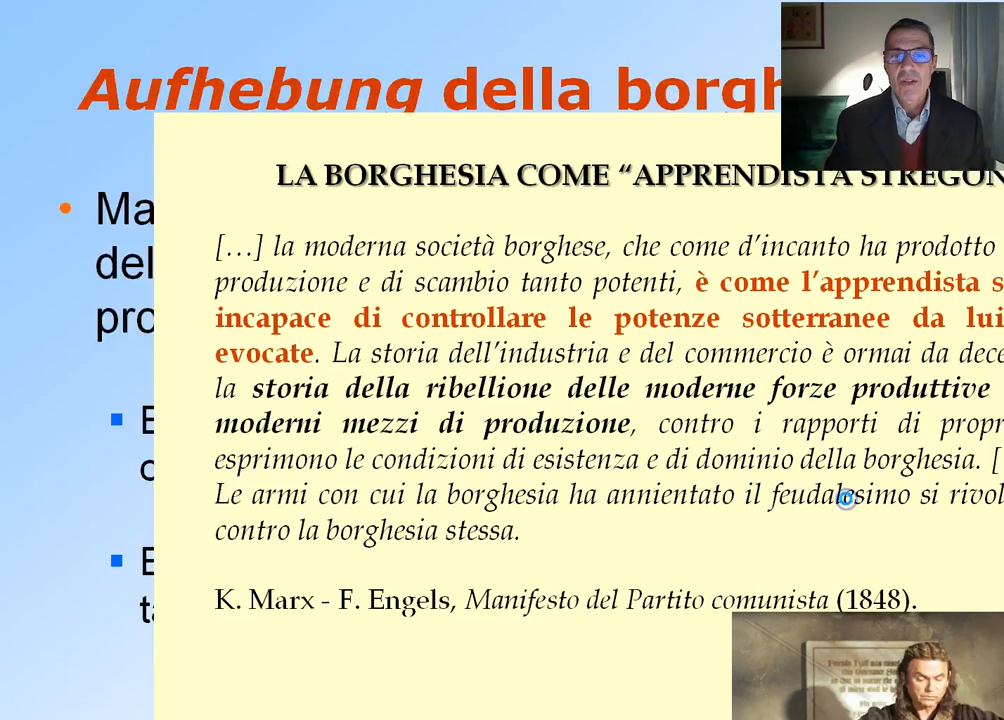 Aufhebung della borgh
LA BORGHESIA COME “APPRENDISTA STREGON
Ma
del
pro
[…] la moderna società borghese, che come d’incanto ha prodotto
produzione e di scambio tanto potenti, è come l’apprendista s
incapace di controllare le potenze sotterranee da lui
evocate. La storia dell’industria e del commercio è ormai da dece
la storia della ribellione delle moderne forze produttive
moderni mezzi di produzione, contro i rapporti di propr
esprimono le condizioni di esistenza e di dominio della borghesia. [
Le armi con cui la borghesia ha annientato il feudalesimo si rivol
contro la borghesia stessa.
K. Marx - F. Engels, Manifesto del Partito comunista (1848).